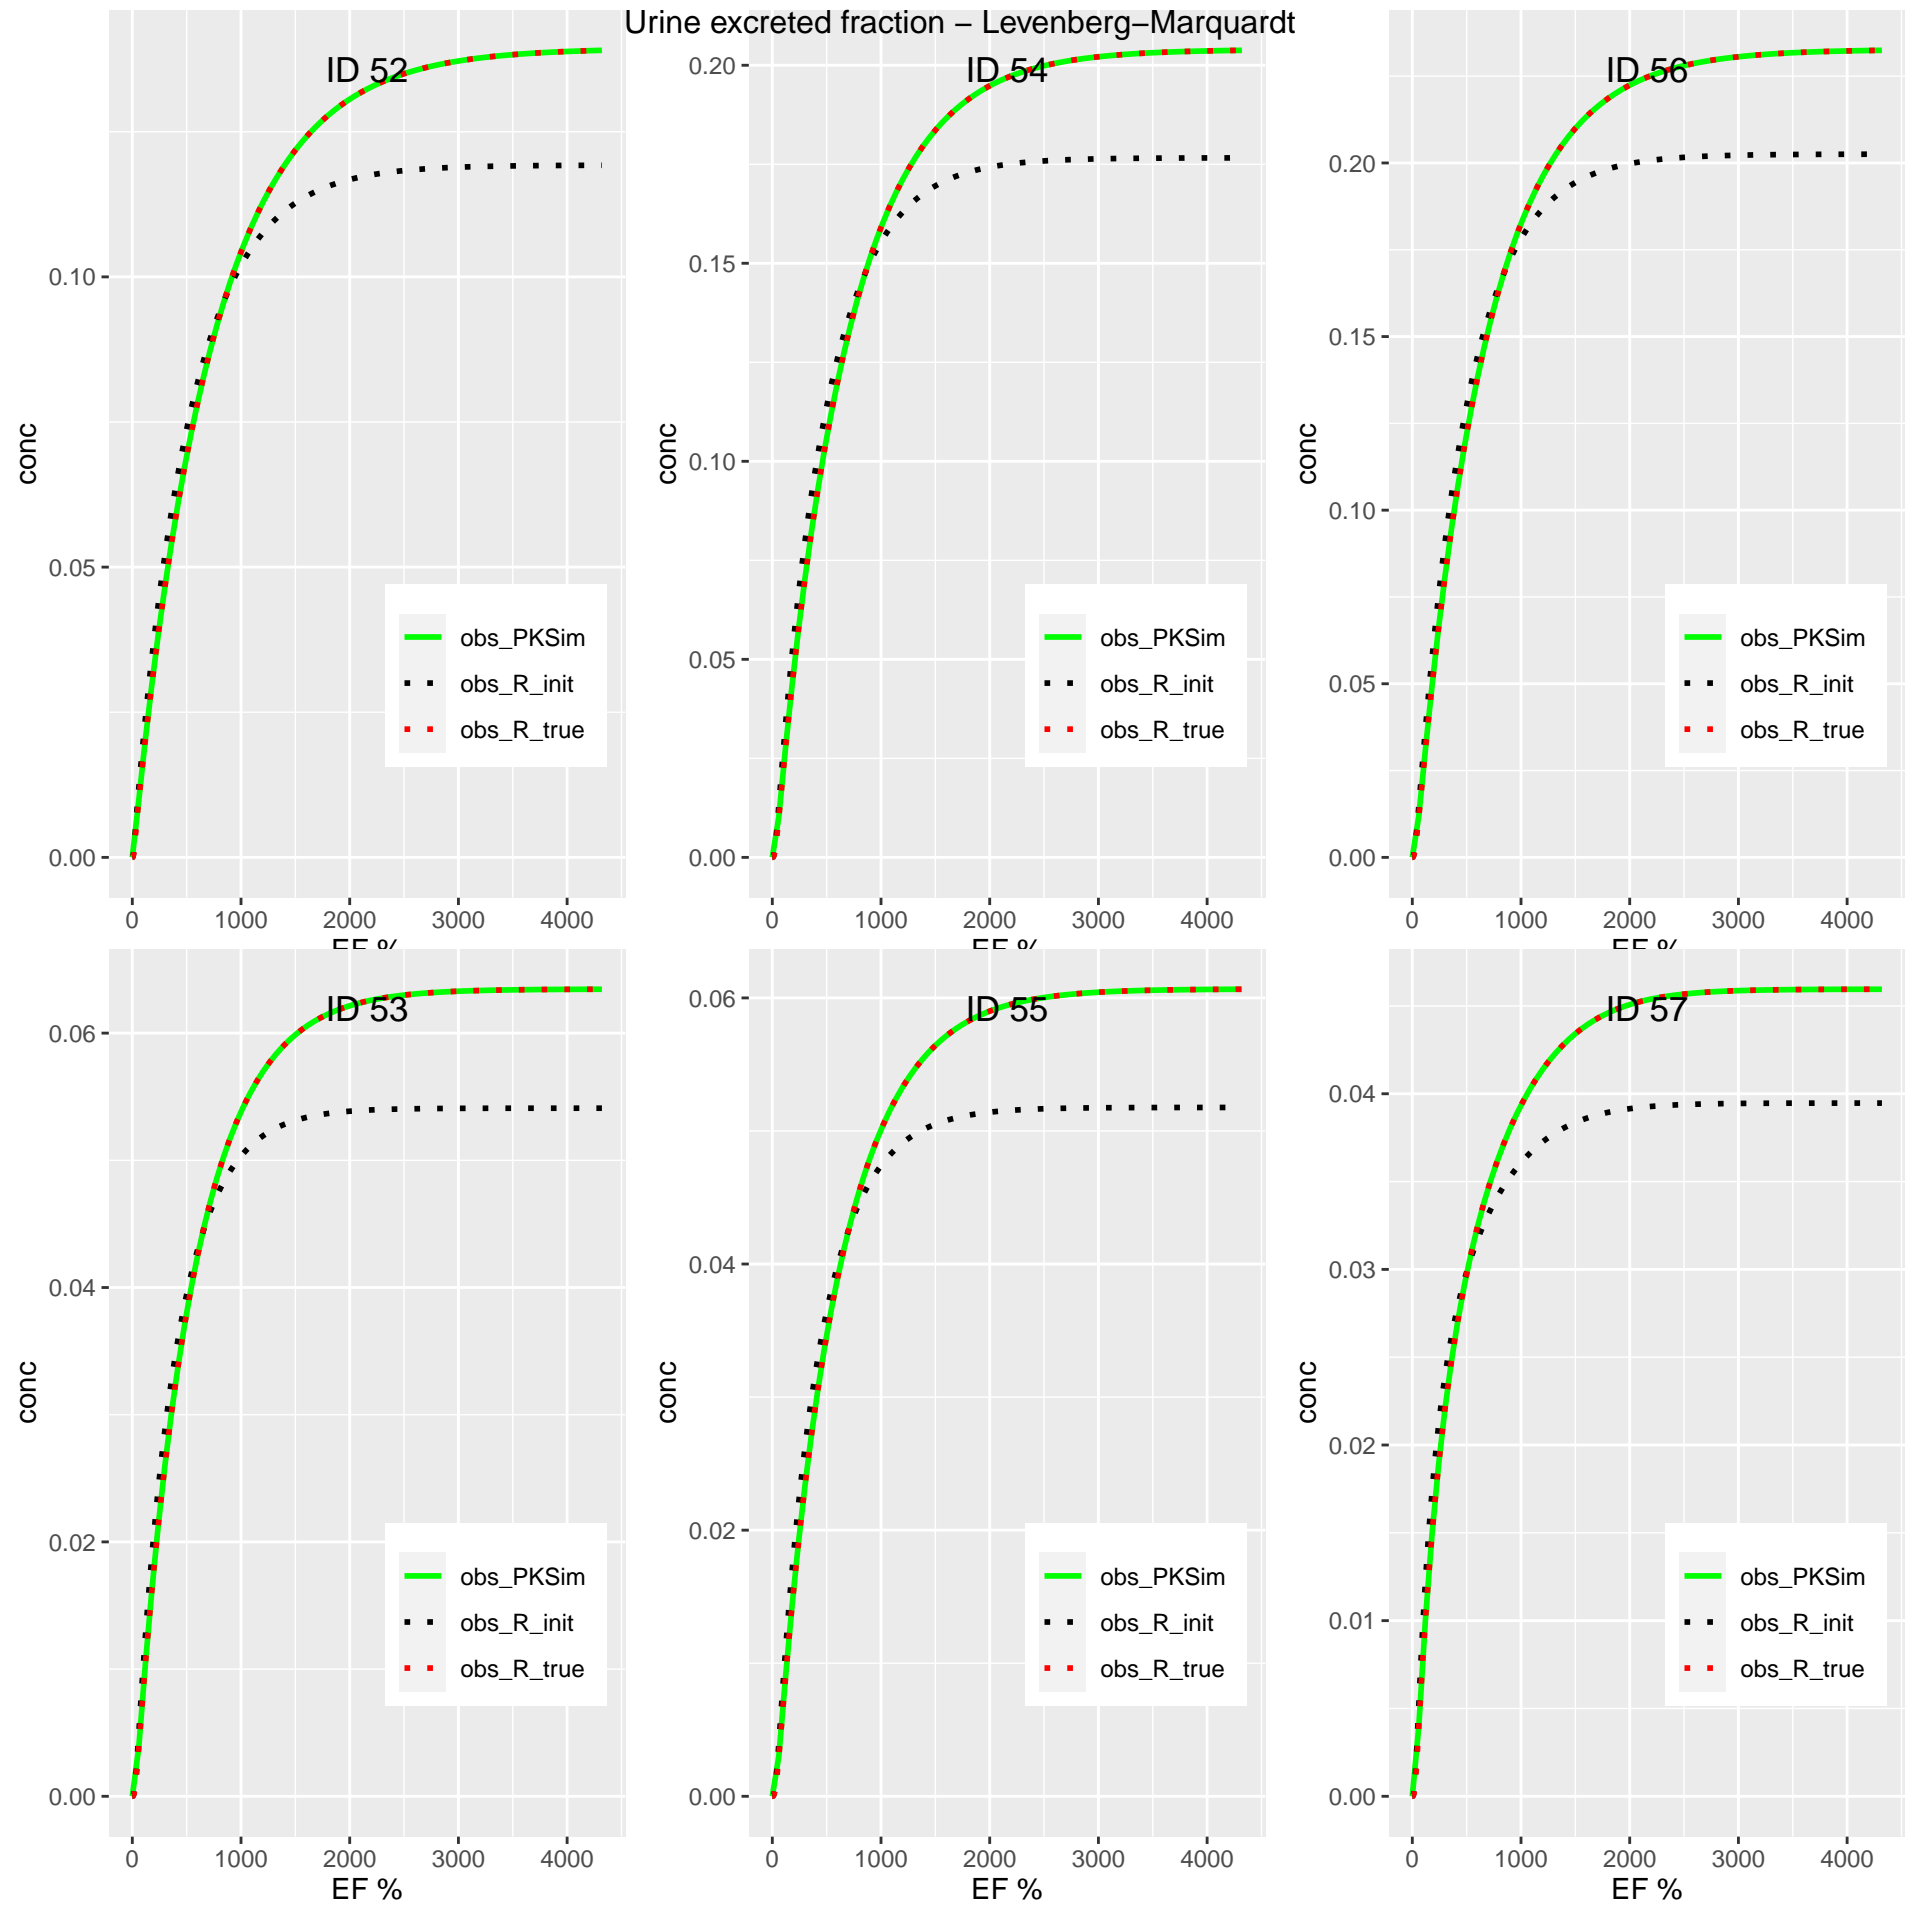 Urine excreted fraction – Levenberg–Marquardt
ID 52
conc
0.10
0.05
0.00
0 1000 2000 3000 4000
EF %
obs_PKSim
obs_R_init
obs_R_true
ID 54
conc
0.20
0.15
0.10
0.05
0.00
0 1000 2000 3000 4000
EF %
obs_PKSim
obs_R_init
obs_R_true
ID 56
conc
0.20
0.15
0.10
0.05
0.00
0 1000 2000 3000 4000
EF %
obs_PKSim
obs_R_init
obs_R_true
ID 53
conc
0.06
0.04
0.02
0.00
0 1000 2000 3000 4000
EF %
obs_PKSim
obs_R_init
obs_R_true
ID 55
conc
0.06
0.04
0.02
0.00
0 1000 2000 3000 4000
EF %
obs_PKSim
obs_R_init
obs_R_true
ID 57
conc
0.04
0.03
0.02
0.01
0.00
0 1000 2000 3000 4000
EF %
obs_PKSim
obs_R_init
obs_R_true